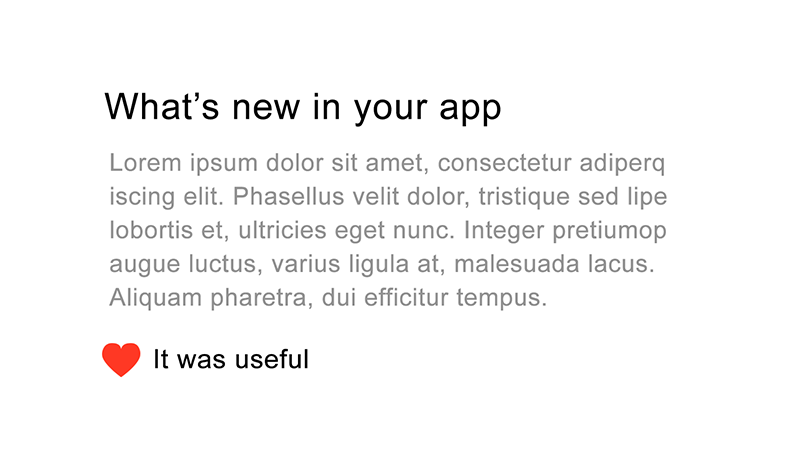 What’s new in your app
Lorem ipsum dolor sit amet, consectetur adiperq
iscing elit. Phasellus velit dolor, tristique sed lipe
lobortis et, ultricies eget nunc. Integer pretiumop
augue luctus, varius ligula at, malesuada lacus.
Aliquam pharetra, dui efficitur tempus.
It was useful